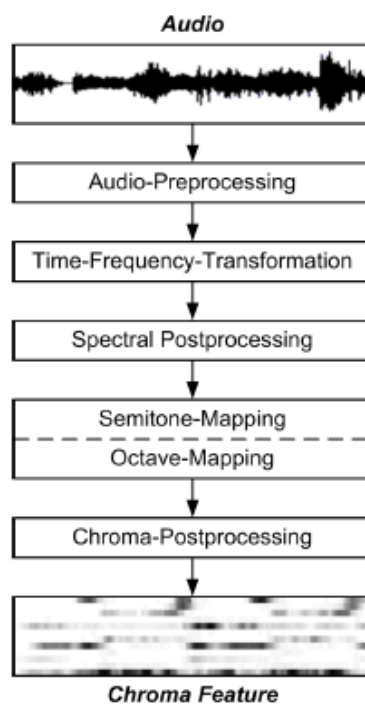 Audio
Audio-Preprocessing
Time-Frequency-Transformation
Spectral Postprocessing
Semitone-Mapping
Octave-Mapping
Chroma-Postprocessing
Chroma Feature